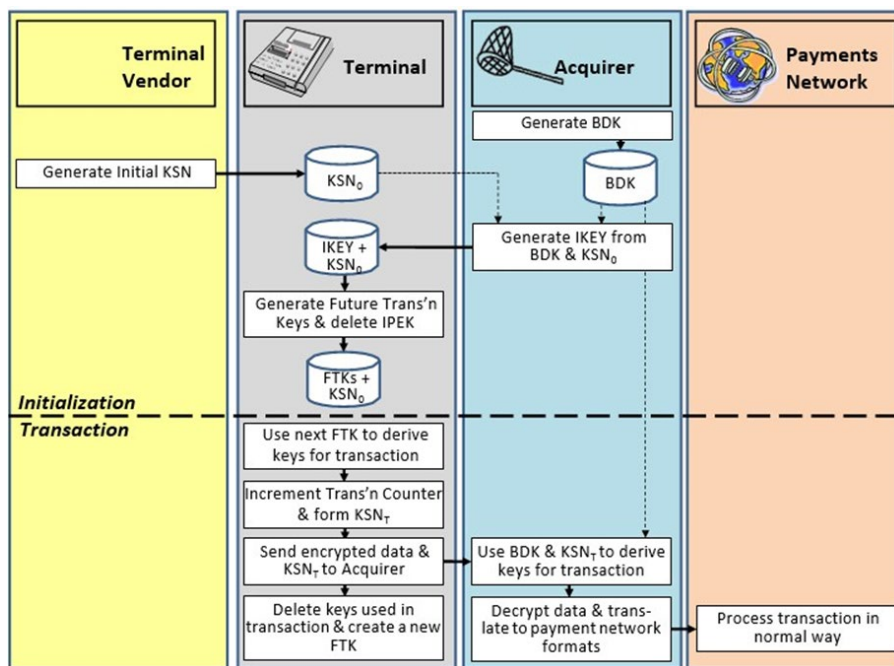 Terminal
Vendor
Terminal
Acquirer
Payments
Network
Generate BDK
Generate Initial KSN
KSN₀
BDK
IKEY +
KSN₀
Generate IKEY from
BDK & KSN₀
Generate Future Trans'n
Keys & delete IPEK
FTKs +
KSN₀
Initialization
Transaction
Use next FTK to derive
keys for transaction
Increment Trans'n Counter
& form KSN_T
Send encrypted data &
KSN_T to Acquirer
Use BDK & KSN_T to derive
keys for transaction
Delete keys used in
transaction & create a new
FTK
Decrypt data & trans-
late to payment network
formats
Process transaction in
normal way